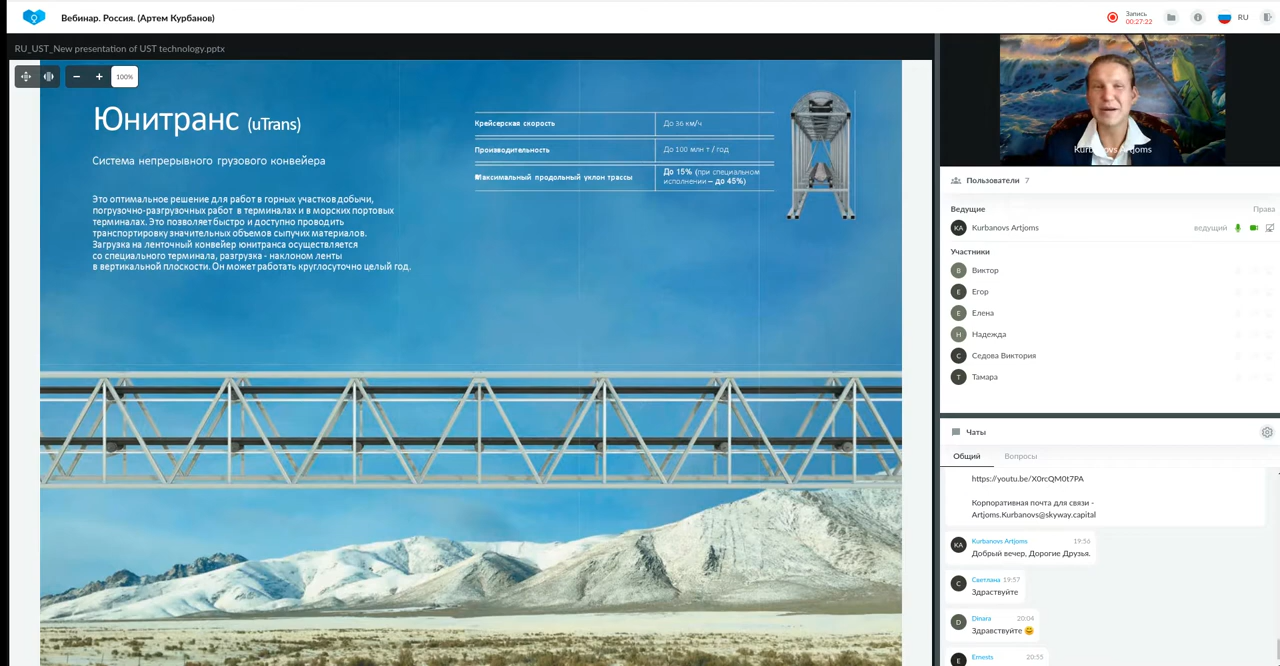 Вебинар. Россия. (Артем Курбанов)
Запись
00:27:22
RU
RU_UST_New presentation of UST technology.pptx
100%
Юнитранс (uTrans)
Система непрерывного грузового конвейера
Это оптимальное решение для работ в горных участков добычи,
погрузочно-разгрузочных работ в терминалах и в морских портовых
терминалах. Это позволяет быстро и доступно проводить
транспортировку значительных объемов сыпучих материалов.
Загрузка на ленточный конвейер юнитранса осуществляется
со специального терминала, разгрузка - наклоном ленты
в вертикальной плоскости. Он может работать круглосуточно целый год.
Крейсерская скорость До 36 км/ч
Производительность До 100 млн т / год
Максимальный продольный уклон трассы До 15% (при специальном
исполнении – до 45%)
Kurbanovs Artjoms
Пользователи 7
Ведущие Права
KA Kurbanovs Artjoms ведущий
Участники
В Виктор
Е Егор
Е Елена
Н Надежда
С Седова Виктория
Т Тамара
Чаты
Общий Вопросы
https://youtu.be/X0rcQM0t7PA
Корпоративная почта для связи -
Artjoms.Kurbanovs@skyway.capital
KA Kurbanovs Artjoms 19:56
Добрый вечер, Дорогие Друзья.
С Светлана 19:57
Здраствуйте
D Dinara 20:04
Здравствуйте 😊
E Ernests 20:55